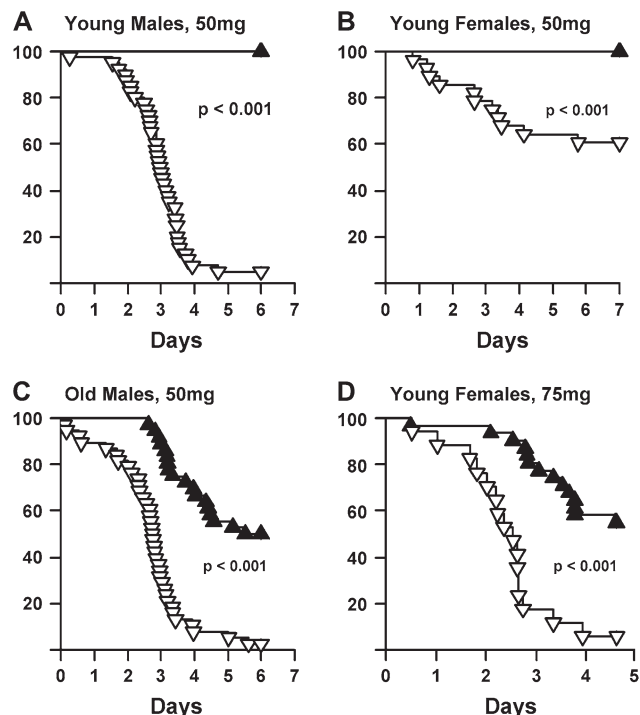 A Young Males, 50mg
100
80
60
40
20
p < 0.001
0 1 2 3 4 5 6 7
Days
B Young Females, 50mg
100
80
60
40
20
p < 0.001
0 1 2 3 4 5 6 7
Days
C Old Males, 50mg
100
80
60
40
20
p < 0.001
0 1 2 3 4 5 6 7
Days
D Young Females, 75mg
100
80
60
40
20
p < 0.001
0 1 2 3 4 5
Days